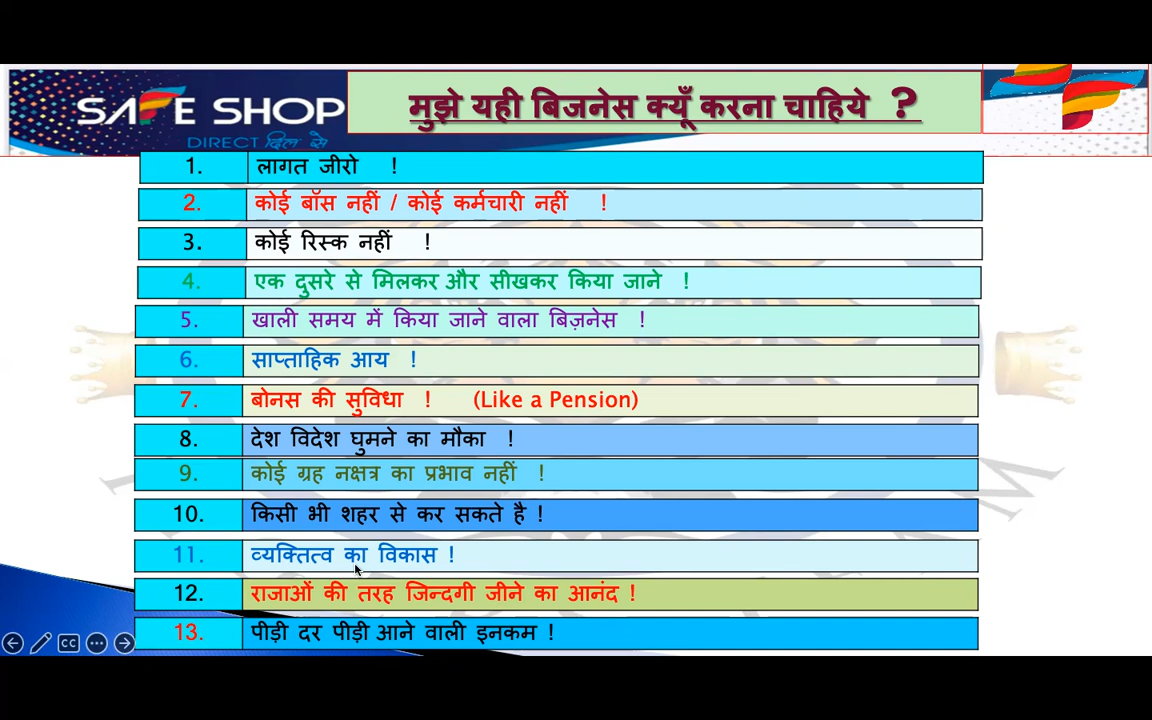 SAFE SHOP
DIRECT दिल से
मुझे यही बिजनेस क्यूँ करना चाहिये ?
1. लागत जीरो !
2. कोई बॉस नहीं / कोई कर्मचारी नहीं !
3. कोई रिस्क नहीं !
4. एक दुसरे से मिलकर और सीखकर किया जाने !
5. खाली समय में किया जाने वाला बिज़नेस !
6. साप्ताहिक आय !
7. बोनस की सुविधा ! (Like a Pension)
8. देश विदेश घुमने का मौका !
9. कोई ग्रह नक्षत्र का प्रभाव नहीं !
10. किसी भी शहर से कर सकते है !
11. व्यक्तित्व का विकास !
12. राजाओं की तरह जिन्दगी जीने का आनंद !
13. पीड़ी दर पीड़ी आने वाली इनकम !
CC